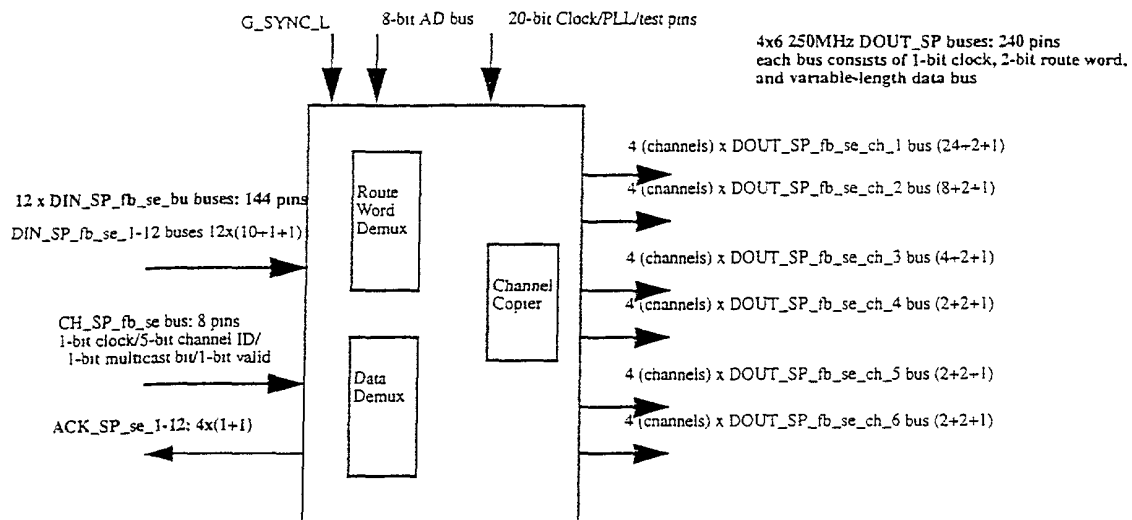 G_SYNC_L
8-bit AD bus
20-bit Clock/PLL/test pins
4x6 250MHz DOUT_SP buses: 240 pins
each bus consists of 1-bit clock, 2-bit route word,
and variable-length data bus
4 (channels) x DOUT_SP_fb_se_ch_1 bus (24+2+1)
4 (channels) x DOUT_SP_fb_se_ch_2 bus (8+2+1)
4 (channels) x DOUT_SP_fb_se_ch_3 bus (4+2+1)
4 (channels) x DOUT_SP_fb_se_ch_4 bus (2+2+1)
4 (channels) x DOUT_SP_fb_se_ch_5 bus (2+2+1)
4 (channels) x DOUT_SP_fb_se_ch_6 bus (2+2+1)
Route
Word
Demux
Channel
Copier
Data
Demux
12 x DIN_SP_fb_se_bu buses: 144 pins
DIN_SP_fb_se_1-12 buses 12x(10+1+1)
CH_SP_fb_se bus: 8 pins
1-bit clock/5-bit channel ID/
1-bit multicast bit/1-bit valid
ACK_SP_se_1-12: 4x(1+1)